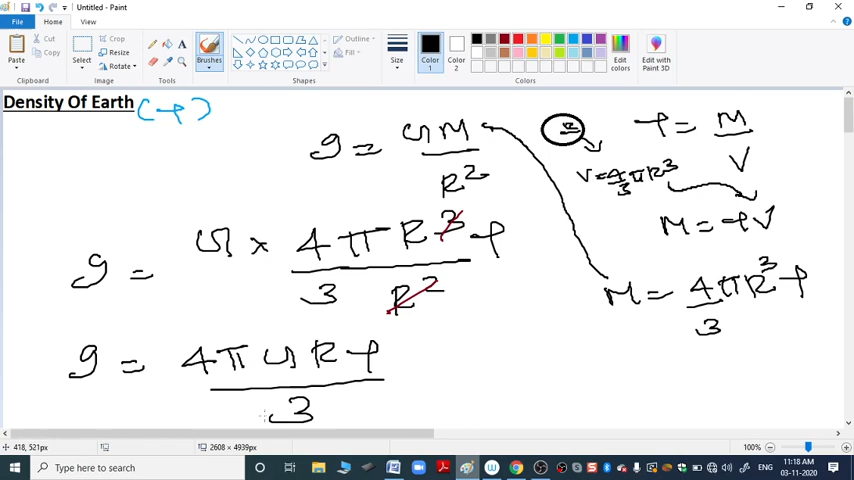 Untitled - Paint
File Home View
Cut
Copy
Paste
Clipboard
Select
Crop
Resize
Rotate
Image
Tools
Brushes
Shapes
Outline
Fill
Size
Color 1
Color 2
Colors
Edit colors
Edit with Paint 3D
Density Of Earth (ρ)
g = GM/R²
ρ = M/V
V = 4/3 πR³
M = ρV
g = G × 4πR³ρ / 3R²
M = 4/3 πR³ρ
g = 4πGRρ / 3
418, 521px
2608 × 4939px
100%
Type here to search
ENG
11:18 AM
03-11-2020